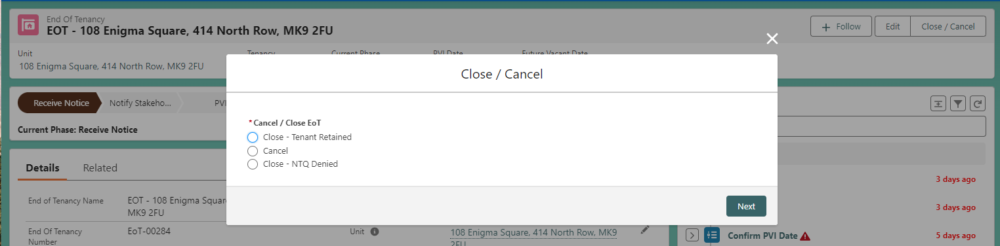 End Of Tenancy
EOT - 108 Enigma Square, 414 North Row, MK9 2FU
+ Follow
Edit
Close / Cancel
Unit
Tenancy
Current Phase
PVI Date
Future Vacant Date
108 Enigma Square, 414 North Row, MK9 2FU
Close / Cancel
Receive Notice
Notify Stakeho...
PVI
Current Phase: Receive Notice
*Cancel / Close EoT
Close - Tenant Retained
Cancel
Close - NTQ Denied
Next
Details
Related
End of Tenancy Name
EOT - 108 Enigma Squar
MK9 2FU
End Of Tenancy
Number
EoT-00284
Unit
108 Enigma Square, 414 North Row, MK9
2FU
3 days ago
3 days ago
Confirm PVI Date
5 days ago